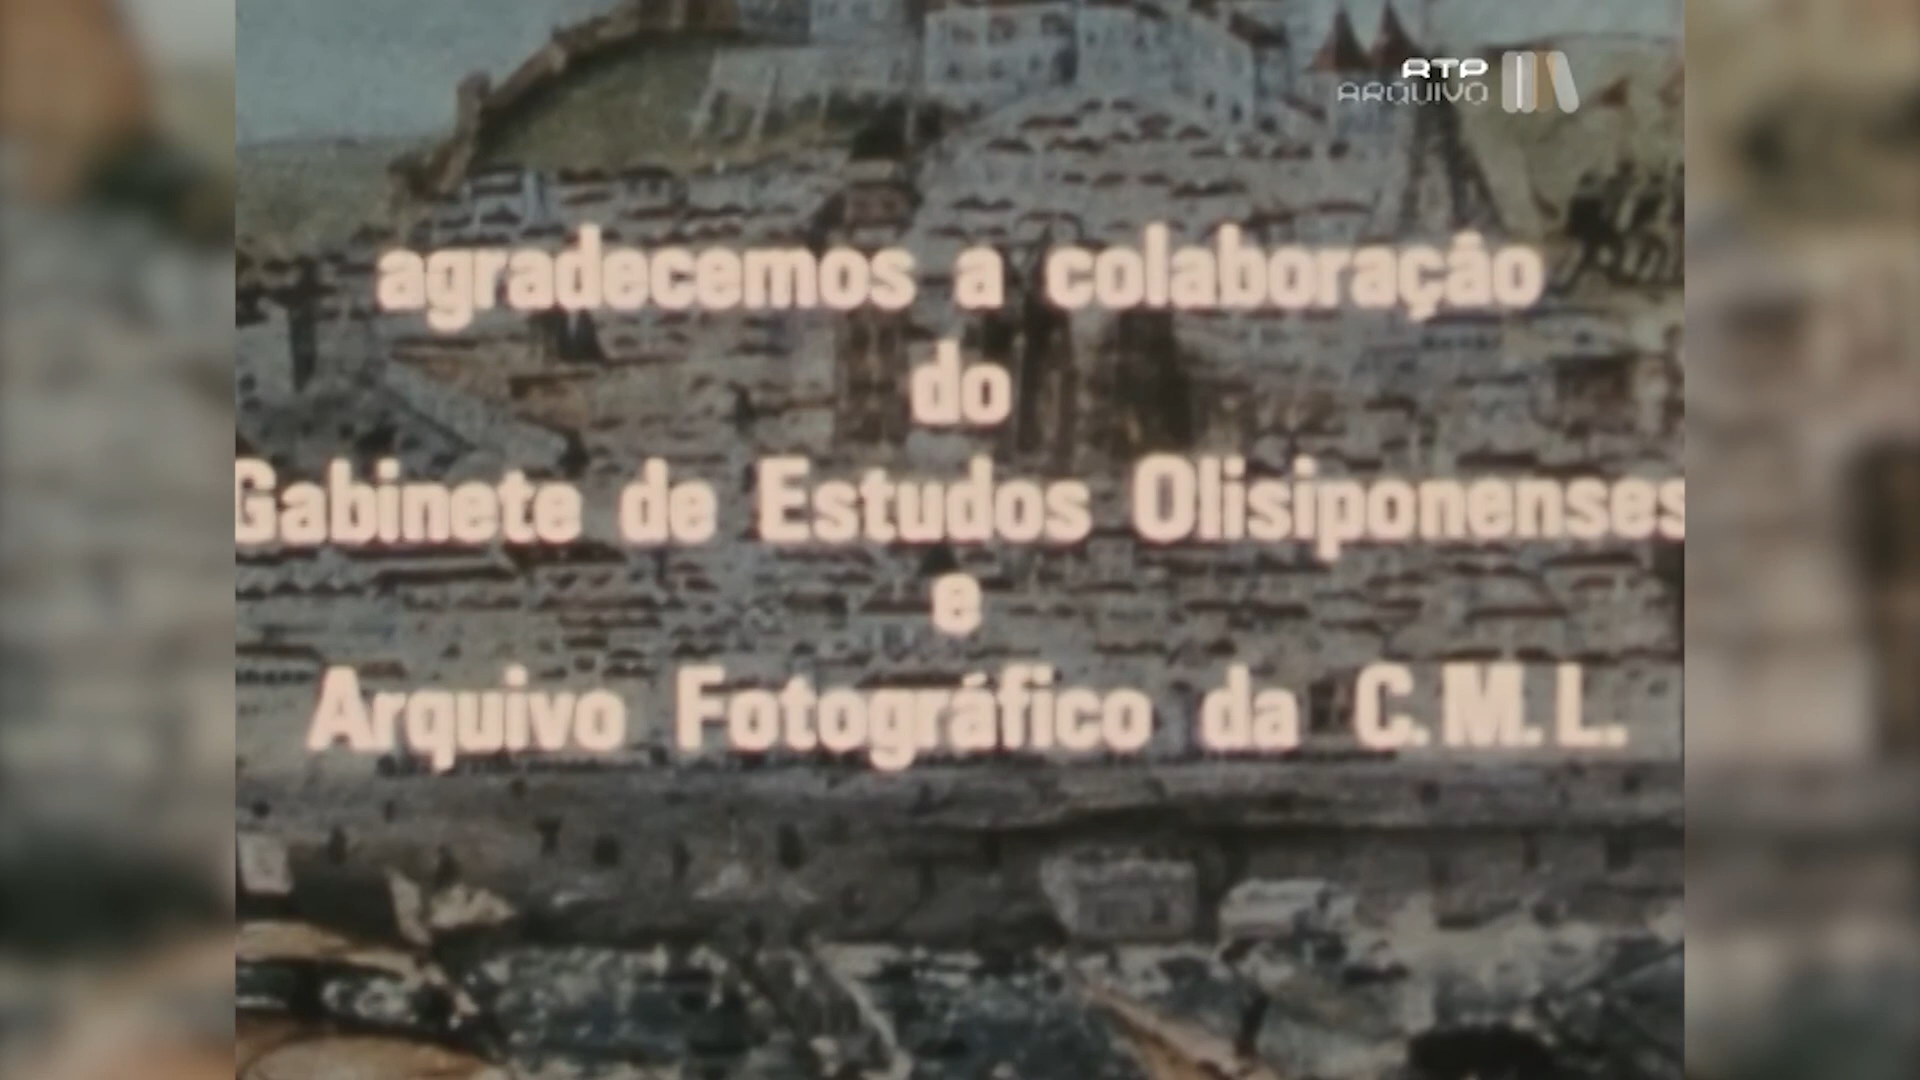 RTP
ARQUIVO
agradecemos a colaboração
do
Gabinete de Estudos Olisiponenses
e
Arquivo Fotográfico da C.M.L.